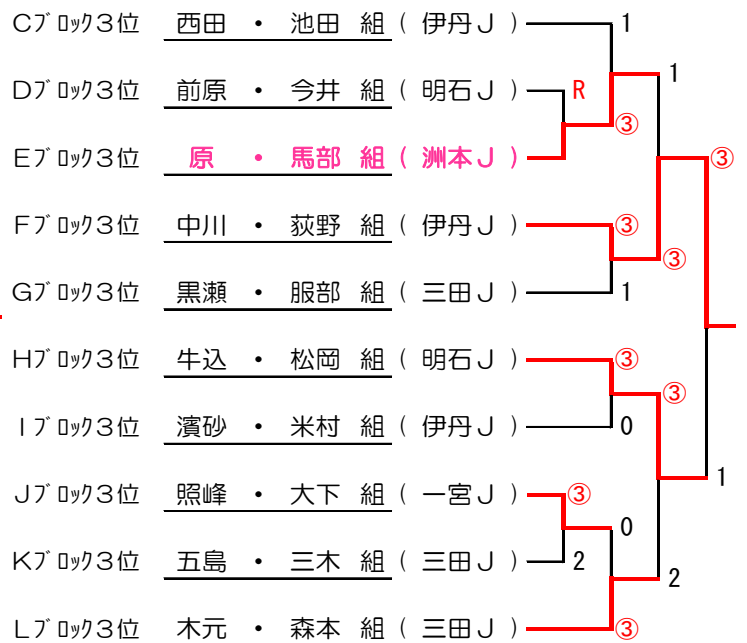 Cブロック3位 西田 ・ 池田 組 ( 伊丹J ) 1
1
Dブロック3位 前原 ・ 今井 組 ( 明石J ) R
③
Eブロック3位 原 ・ 馬部 組 ( 洲本J ) ③
Fブロック3位 中川 ・ 荻野 組 ( 伊丹J ) ③
③
Gブロック3位 黒瀬 ・ 服部 組 ( 三田J ) 1
Hブロック3位 牛込 ・ 松岡 組 ( 明石J ) ③
③
Iブロック3位 濱砂 ・ 米村 組 ( 伊丹J ) 0
1
Jブロック3位 照峰 ・ 大下 組 ( 一宮J ) ③
0
Kブロック3位 五島 ・ 三木 組 ( 三田J ) 2
2
Lブロック3位 木元 ・ 森本 組 ( 三田J ) ③